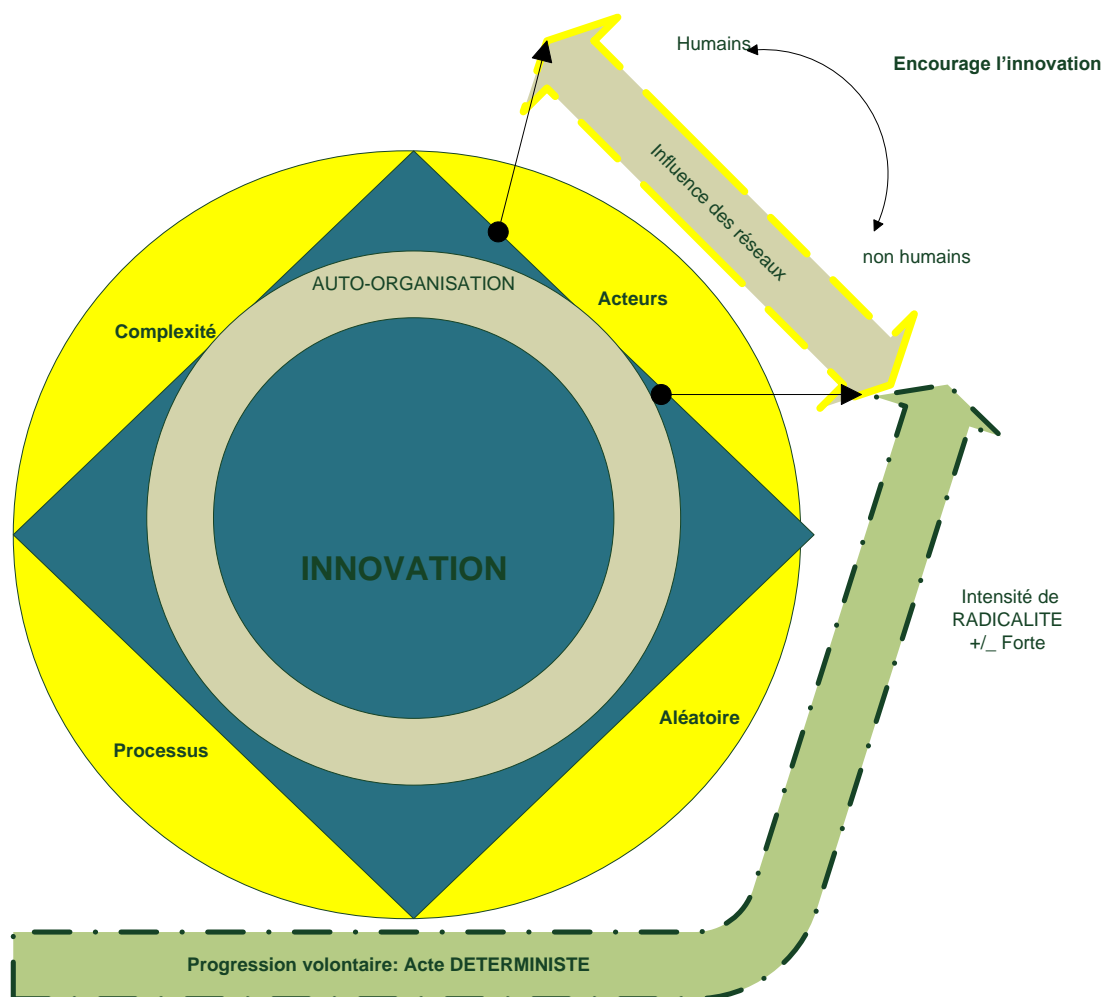 Humains
Encourage l'innovation
Influence des réseaux
non humains
AUTO-ORGANISATION
Acteurs
Complexité
INNOVATION
Intensité de
RADICALITE
+/_ Forte
Aléatoire
Processus
Progression volontaire: Acte DETERMINISTE